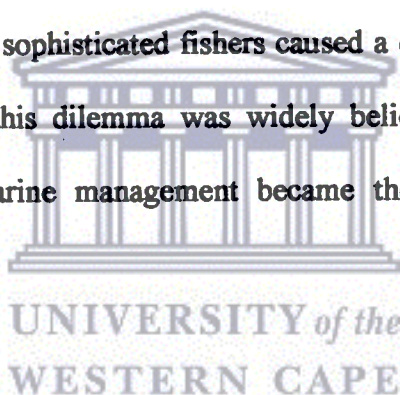 sophisticated fishers caused a
his dilemma was widely beli
arine management became th
UNIVERSITY of the
WESTERN CAPE